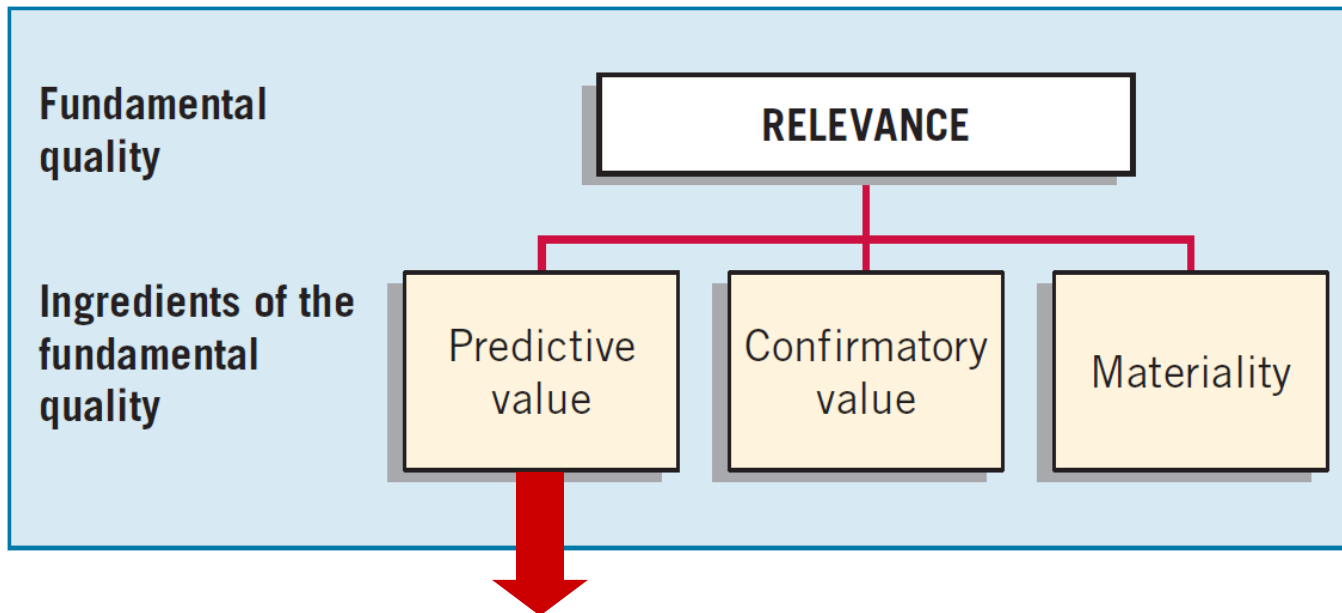 Fundamental
quality
RELEVANCE
Ingredients of the
fundamental
quality
Predictive
value
Confirmatory
value
Materiality